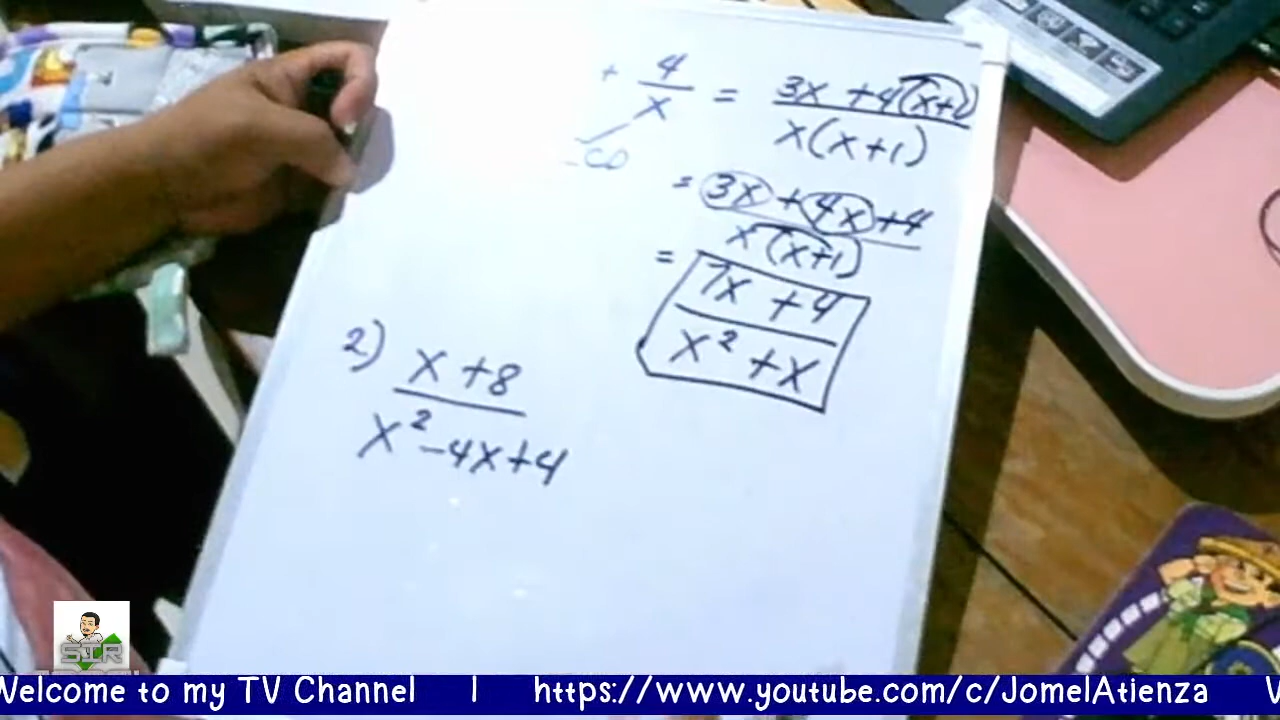 + 4/x = 3x + 4(x+1) / x(x+1)
= 3x + 4x + 4 / x(x+1)
= 7x + 4 / x² + x
2) x + 8 / x² - 4x + 4
SIR
Welcome to my TV Channel | https://www.youtube.com/c/JomelAtienza